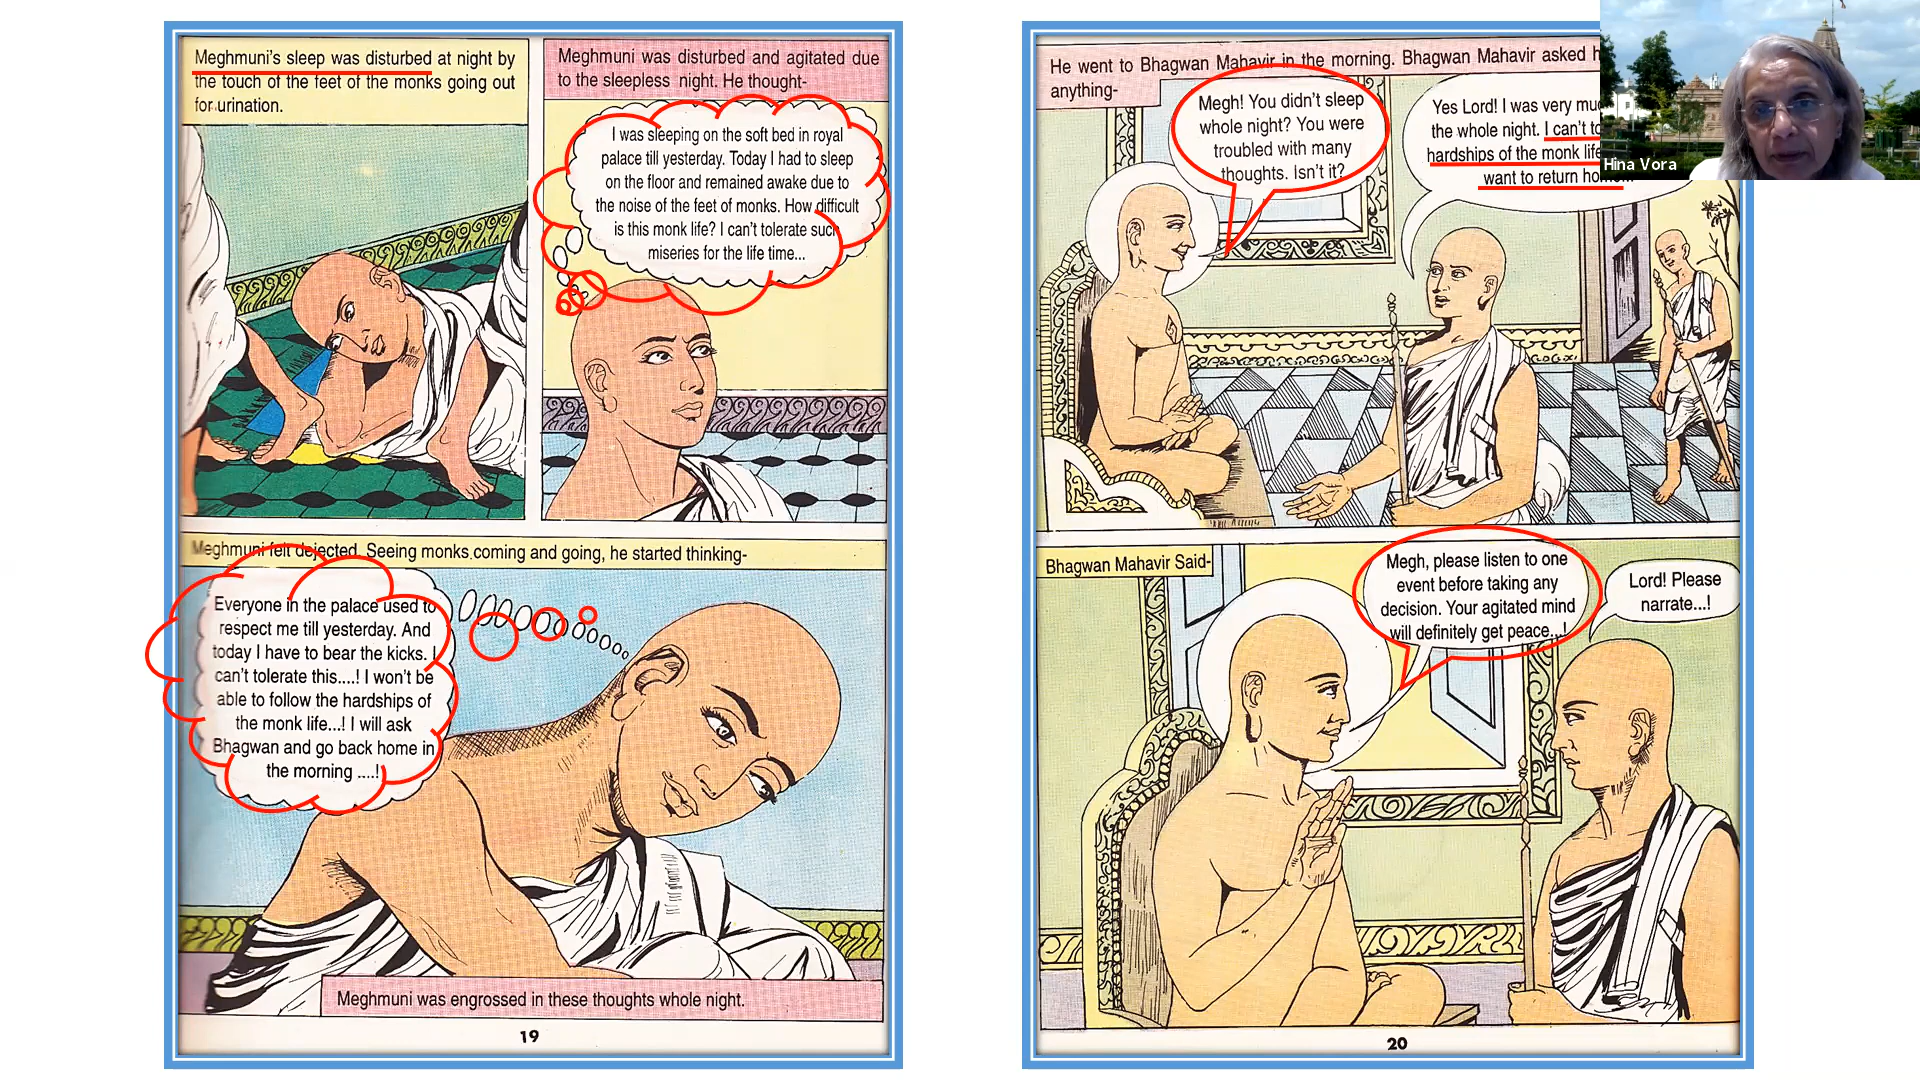 Meghmuni's sleep was disturbed at night by
the touch of the feet of the monks going out
for urination.
Meghmuni was disturbed and agitated due
to the sleepless night. He thought-
I was sleeping on the soft bed in royal
palace till yesterday. Today I had to sleep
on the floor and remained awake due to
the noise of the feet of monks. How difficult
is this monk life? I can't tolerate such
miseries for the life time...
Meghmuni felt dejected. Seeing monks coming and going, he started thinking-
Everyone in the palace used to
respect me till yesterday. And
today I have to bear the kicks. I
can't tolerate this....! I won't be
able to follow the hardships of
the monk life...! I will ask
Bhagwan and go back home in
the morning ....!
Meghmuni was engrossed in these thoughts whole night.
19
He went to Bhagwan Mahavir in the morning. Bhagwan Mahavir asked
anything-
Megh! You didn't sleep
whole night? You were
troubled with many
thoughts. Isn't it?
Yes Lord! I was very
the whole night. I can't
hardships of the monk life
want to return
Hina Vora
Bhagwan Mahavir Said-
Megh, please listen to one
event before taking any
decision. Your agitated mind
will definitely get peace...!
Lord! Please
narrate...!
20